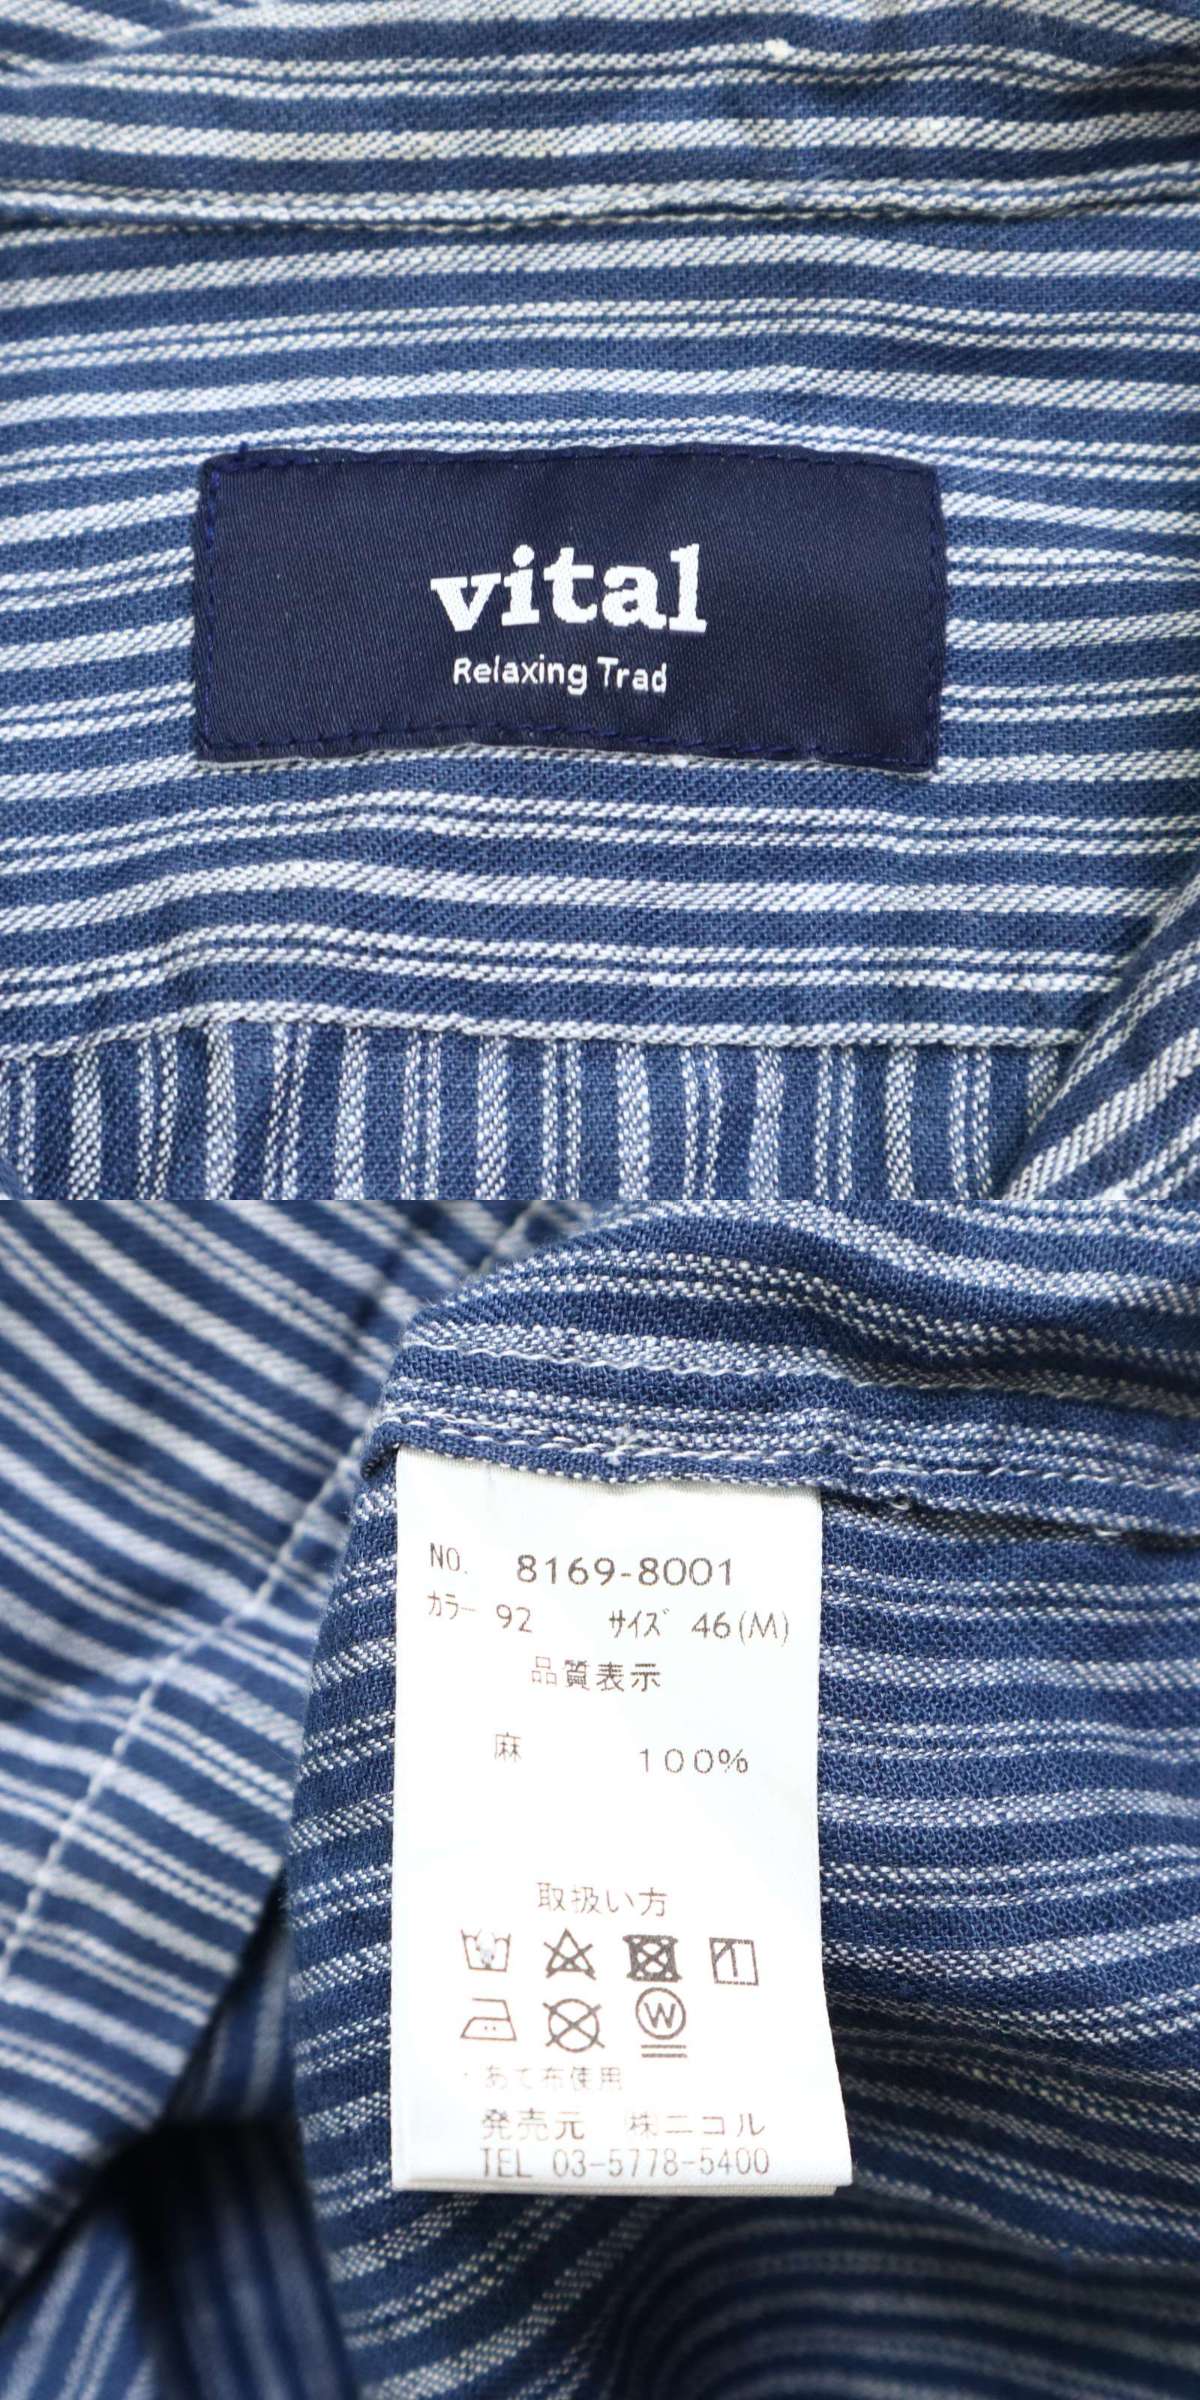 vital
Relaxing Trad
NO. 8169-8001
カラー 92 サイズ 46(M)
品質表示
麻 100%
取扱い方
W
・あて布使用
発売元 ㈱ニコル
TEL 03-5778-5400